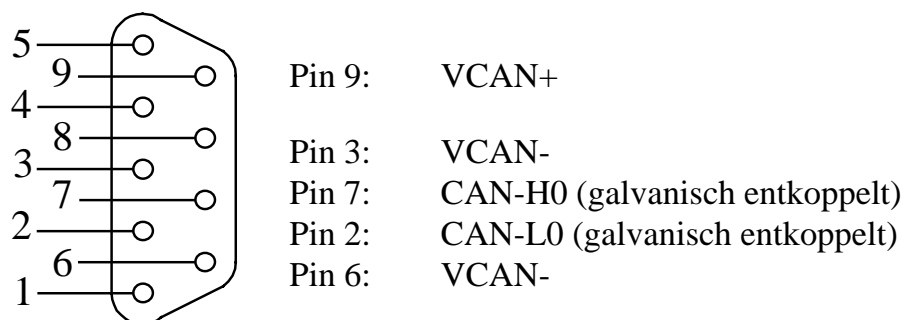 5
9
4
8
3
7
2
6
1
Pin 9: VCAN+
Pin 3: VCAN-
Pin 7: CAN-H0 (galvanisch entkoppelt)
Pin 2: CAN-L0 (galvanisch entkoppelt)
Pin 6: VCAN-